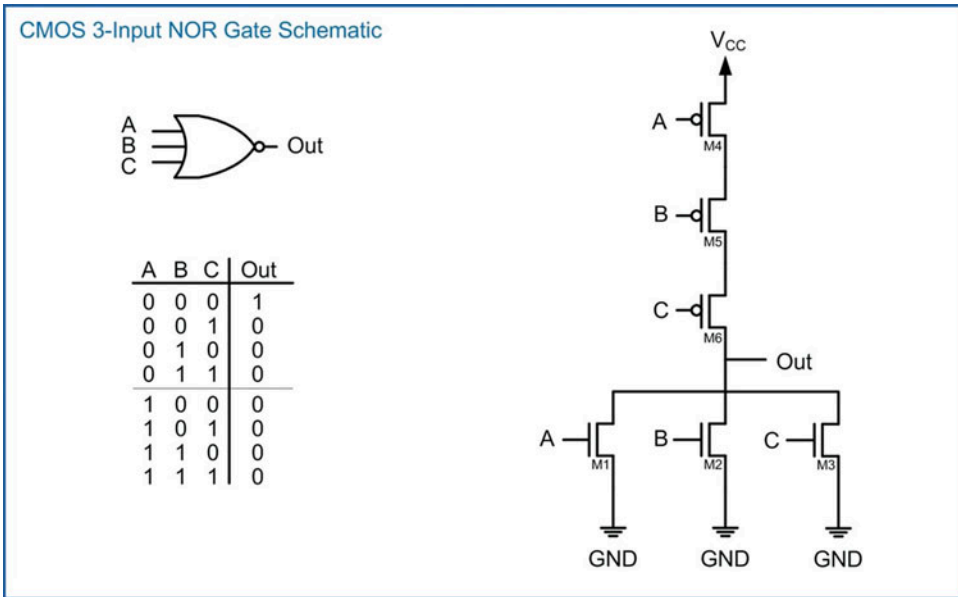 CMOS 3-Input NOR Gate Schematic
A
B
C
Out
A B C Out
0 0 0 1
0 0 1 0
0 1 0 0
0 1 1 0
1 0 0 0
1 0 1 0
1 1 0 0
1 1 1 0
VCC
A
M4
B
M5
C
M6
Out
A
M1
B
M2
C
M3
GND
GND
GND